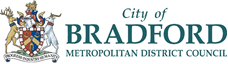 City of
BRADFORD
METROPOLITAN DISTRICT COUNCIL